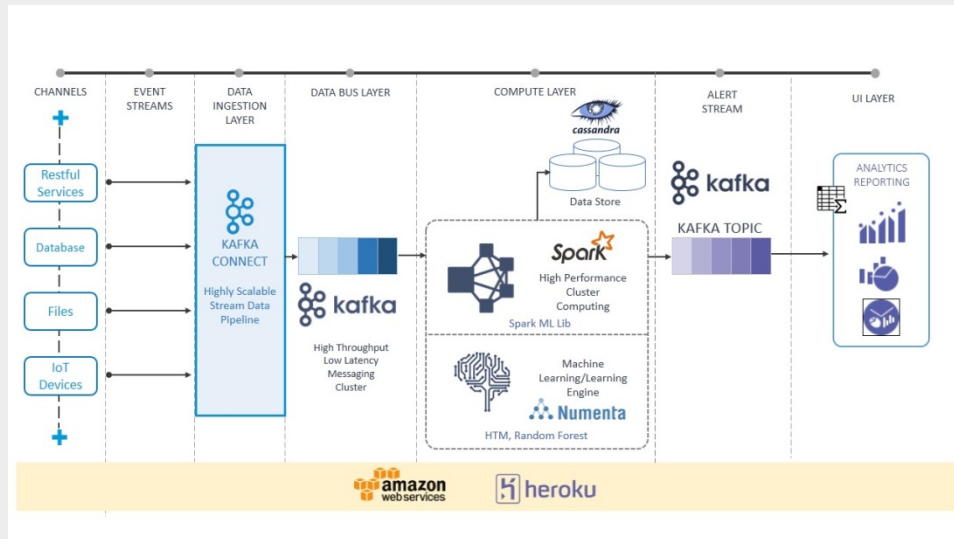 CHANNELS
EVENT
STREAMS
DATA
INGESTION
LAYER
DATA BUS LAYER
COMPUTE LAYER
ALERT
STREAM
UI LAYER
Restful
Services
Database
Files
IoT
Devices
KAFKA
CONNECT
Highly Scalable
Stream Data
Pipeline
kafka
High Throughput
Low Latency
Messaging
Cluster
cassandra
Data Store
Spark
High Performance
Cluster
Computing
Spark ML Lib
Machine
Learning/Learning
Engine
Numenta
HTM, Random Forest
kafka
KAFKA TOPIC
ANALYTICS
REPORTING
Σ
amazon
webservices
heroku